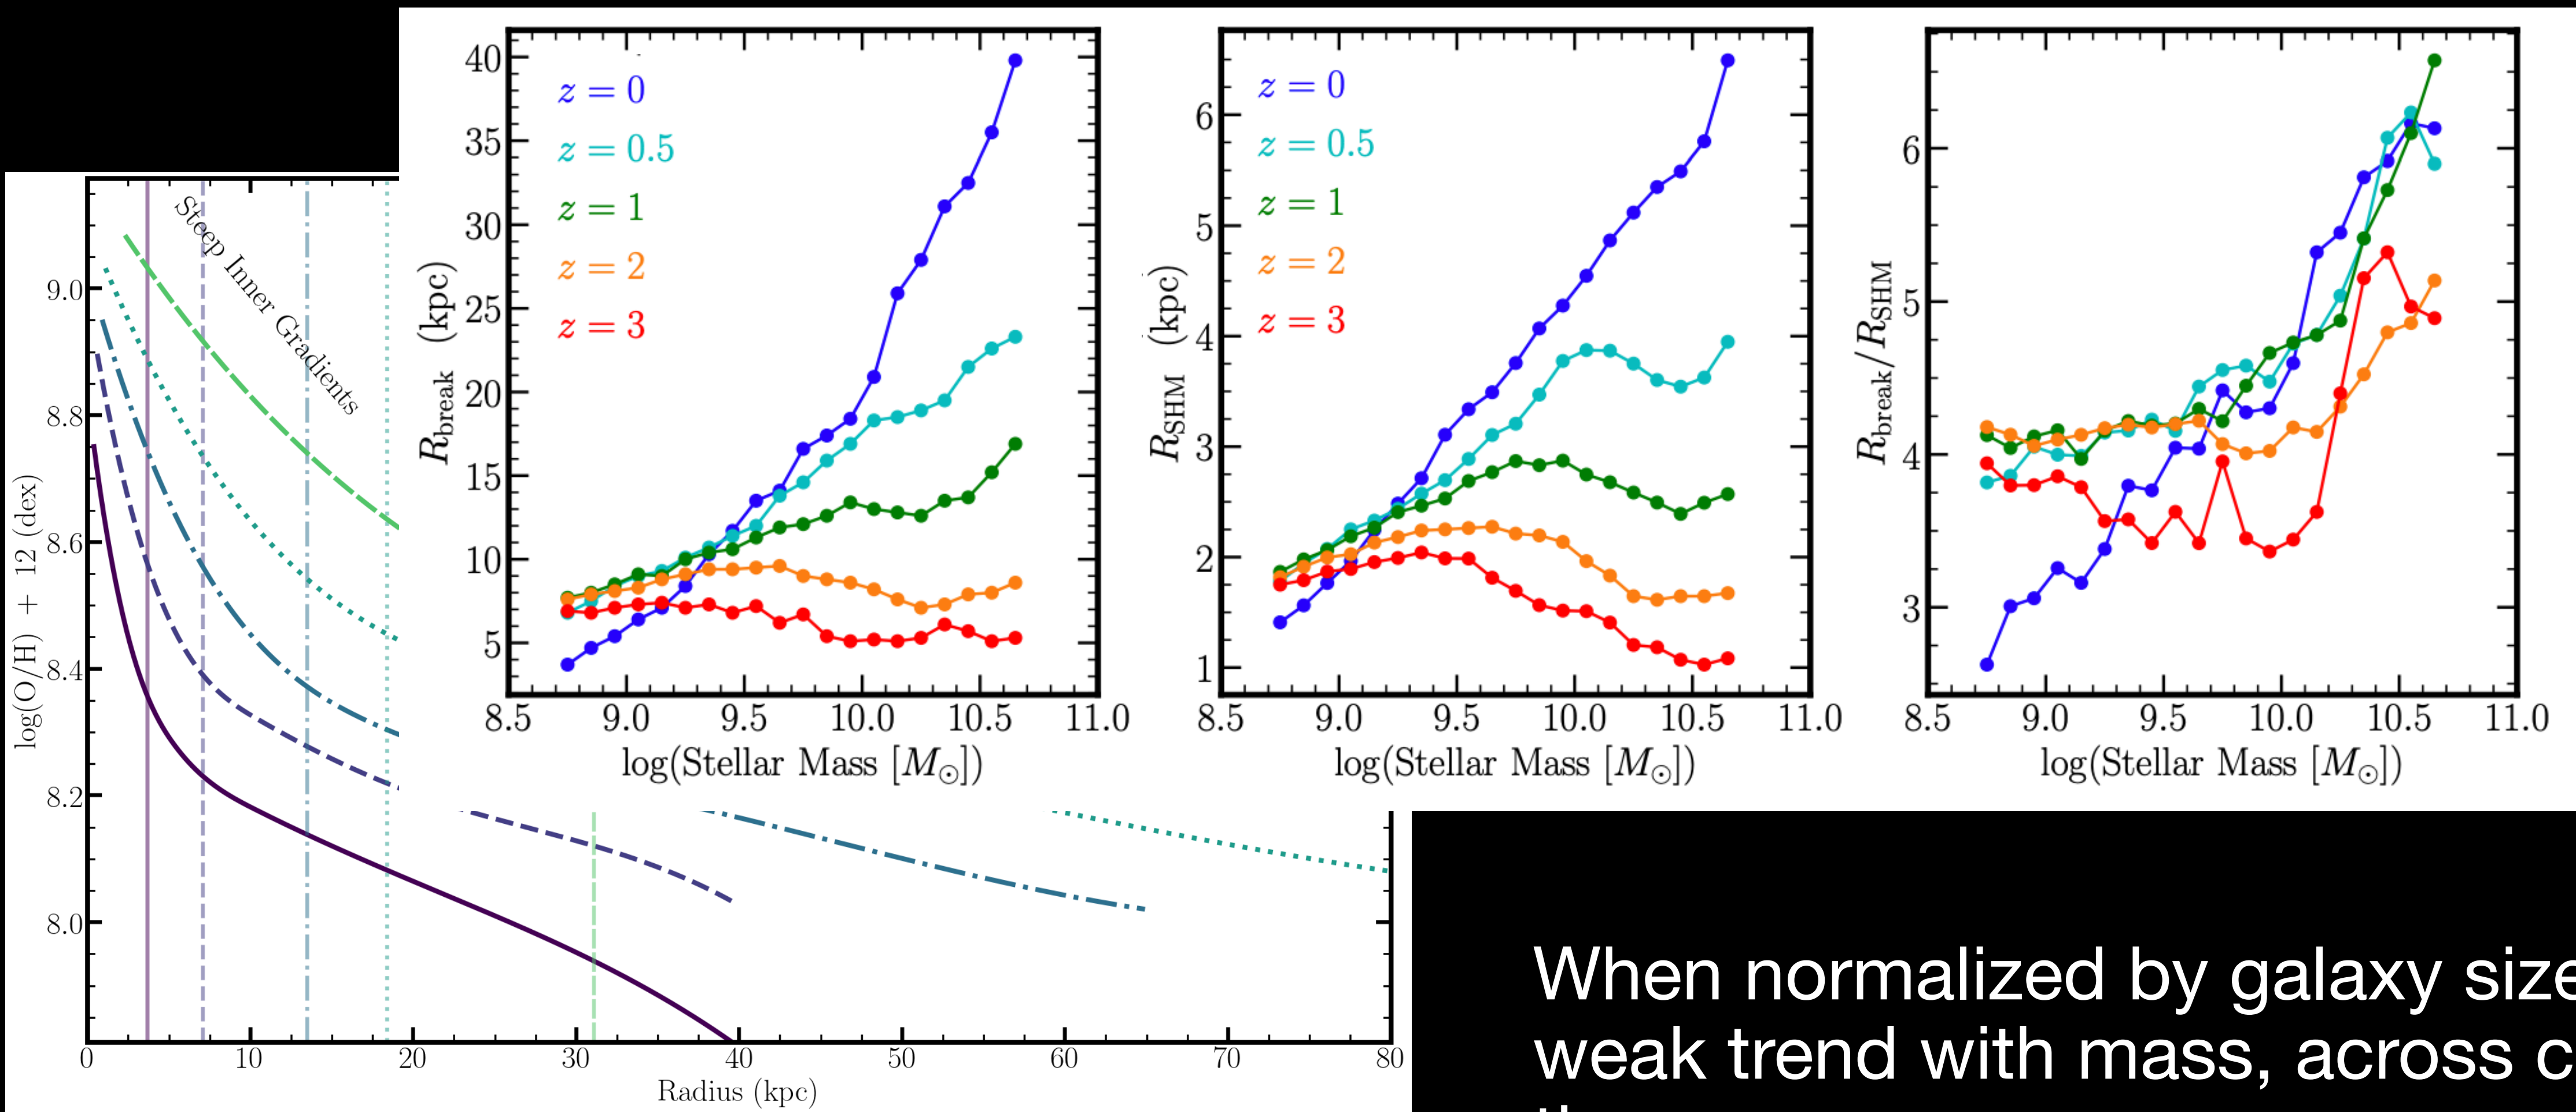 40
35
30
25
20
15
10
5
R_break (kpc)
z = 0
z = 0.5
z = 1
z = 2
z = 3
8.5 9.0 9.5 10.0 10.5 11.0
log(Stellar Mass [M⊙])
6
5
4
3
2
1
R_SHM (kpc)
z = 0
z = 0.5
z = 1
z = 2
z = 3
8.5 9.0 9.5 10.0 10.5 11.0
log(Stellar Mass [M⊙])
6
5
4
3
R_break/R_SHM
8.5 9.0 9.5 10.0 10.5 11.0
log(Stellar Mass [M⊙])
Steep Inner Gradients
9.0
8.8
8.6
8.4
8.2
8.0
log(O/H) + 12 (dex)
0 10 20 30 40 50 60 70 80
Radius (kpc)
When normalized by galaxy size
weak trend with mass, across c